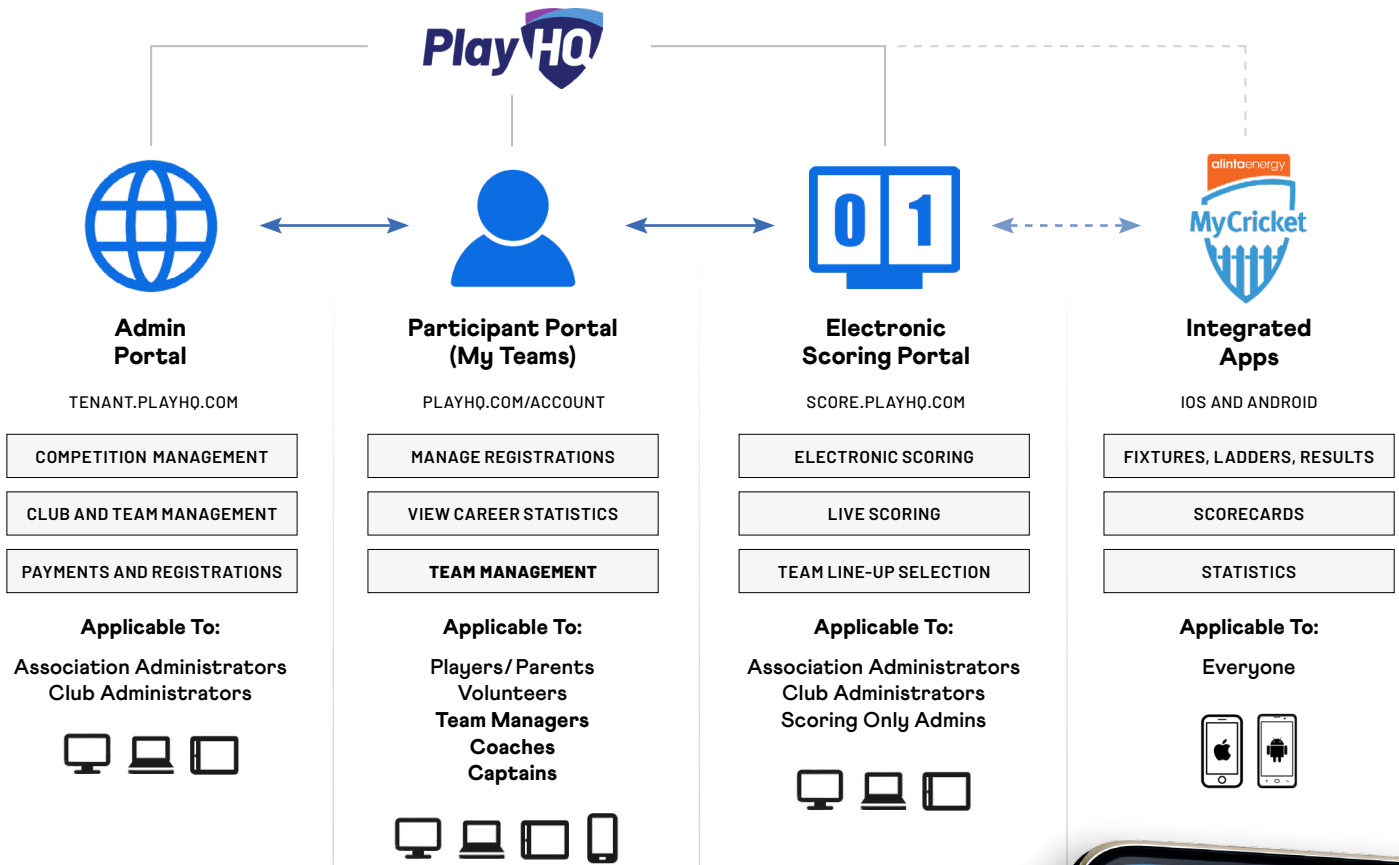 PlayHQ
0 1
alintaenergy
MyCricket
Admin
Portal
TENANT.PLAYHQ.COM
COMPETITION MANAGEMENT
CLUB AND TEAM MANAGEMENT
PAYMENTS AND REGISTRATIONS
Applicable To:
Association Administrators
Club Administrators
Participant Portal
(My Teams)
PLAYHQ.COM/ACCOUNT
MANAGE REGISTRATIONS
VIEW CAREER STATISTICS
TEAM MANAGEMENT
Applicable To:
Players/Parents
Volunteers
Team Managers
Coaches
Captains
Electronic
Scoring Portal
SCORE.PLAYHQ.COM
ELECTRONIC SCORING
LIVE SCORING
TEAM LINE-UP SELECTION
Applicable To:
Association Administrators
Club Administrators
Scoring Only Admins
Integrated
Apps
IOS AND ANDROID
FIXTURES, LADDERS, RESULTS
SCORECARDS
STATISTICS
Applicable To:
Everyone